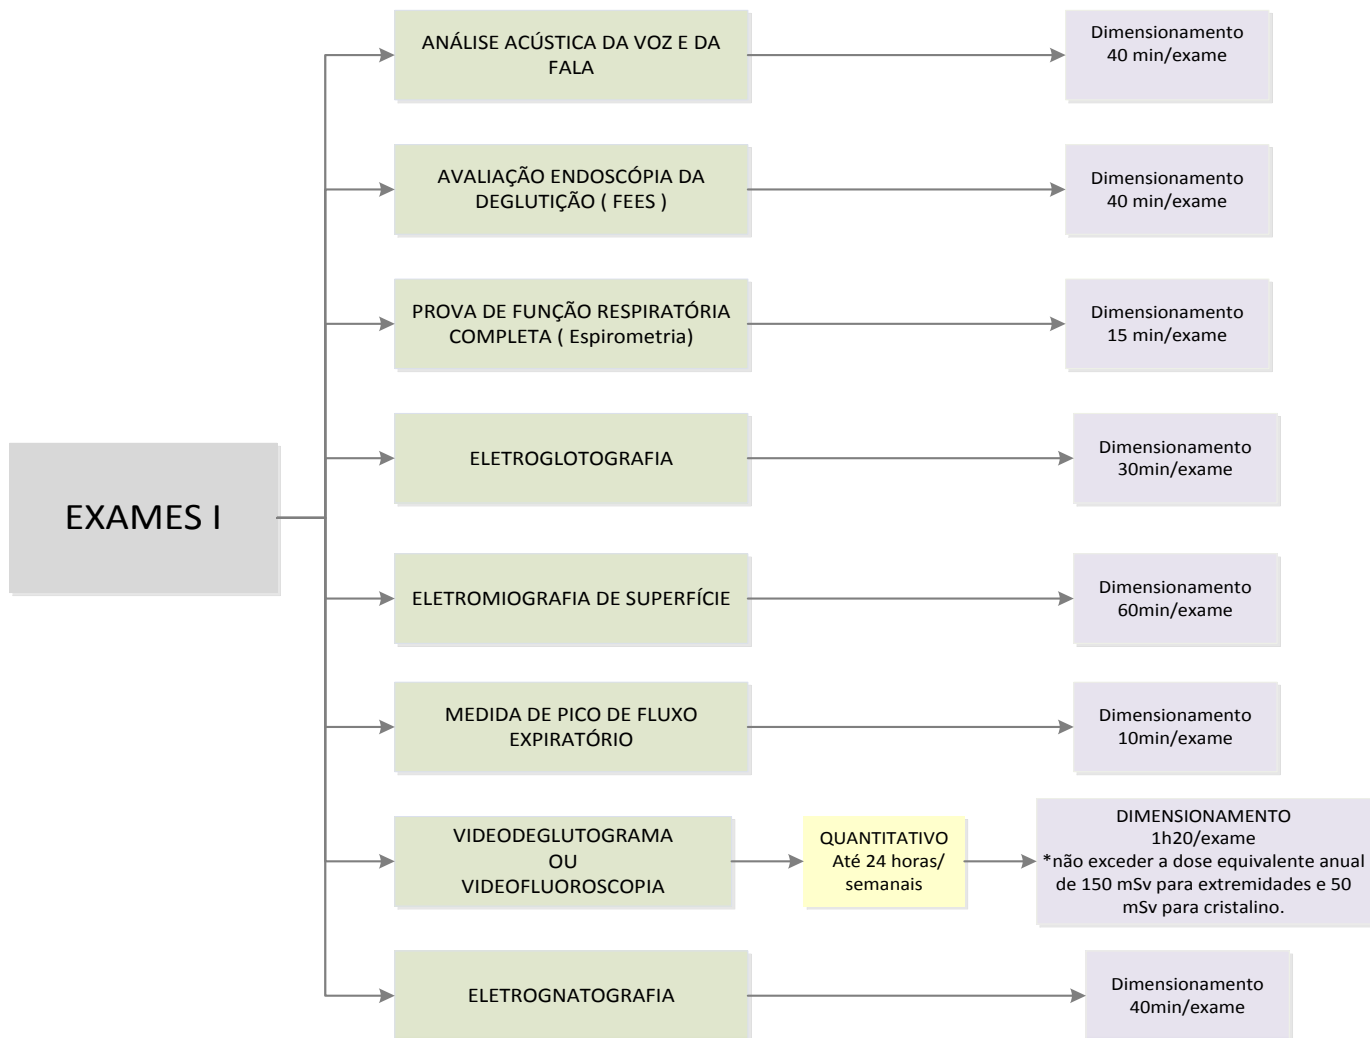 EXAMES I
ANÁLISE ACÚSTICA DA VOZ E DA
FALA
Dimensionamento
40 min/exame
AVALIAÇÃO ENDOSCÓPIA DA
DEGLUTIÇÃO ( FEES )
Dimensionamento
40 min/exame
PROVA DE FUNÇÃO RESPIRATÓRIA
COMPLETA ( Espirometria)
Dimensionamento
15 min/exame
ELETROGLOTOGRAFIA
Dimensionamento
30min/exame
ELETROMIOGRAFIA DE SUPERFÍCIE
Dimensionamento
60min/exame
MEDIDA DE PICO DE FLUXO
EXPIRATÓRIO
Dimensionamento
10min/exame
VIDEODEGLUTOGRAMA
OU
VIDEOFLUOROSCOPIA
QUANTITATIVO
Até 24 horas/
semanais
DIMENSIONAMENTO
1h20/exame
*não exceder a dose equivalente anual
de 150 mSv para extremidades e 50
mSv para cristalino.
ELETROGNATOGRAFIA
Dimensionamento
40min/exame